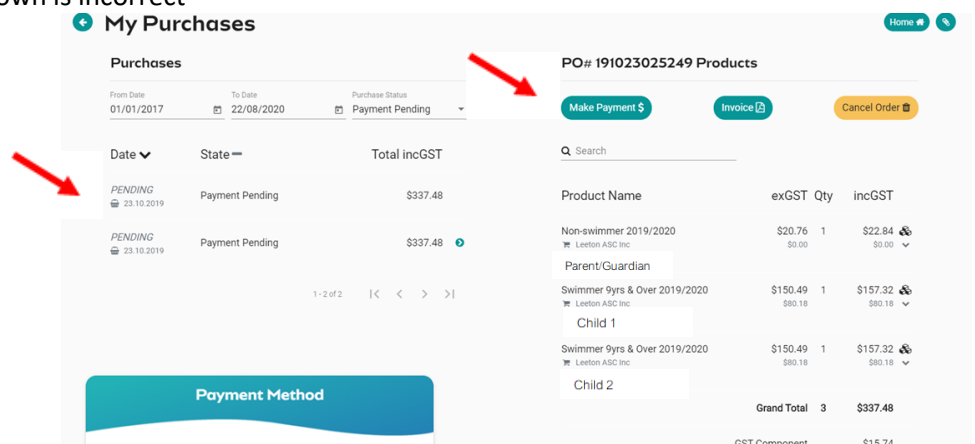 own is incorrect
My Purchases
Home
Purchases
From Date
To Date
Purchase Status
01/01/2017
22/08/2020
Payment Pending
Date
State
Total incGST
PENDING
23.10.2019
Payment Pending
$337.48
PENDING
23.10.2019
Payment Pending
$337.48
1 - 2 of 2
Payment Method
PO# 191023025249 Products
Make Payment $
Invoice
Cancel Order
Search
Product Name
exGST
Qty
incGST
Non-swimmer 2019/2020
$20.76
1
$22.84
Leeton ASC Inc
$0.00
$0.00
Parent/Guardian
Swimmer 9yrs & Over 2019/2020
$150.49
1
$157.32
Leeton ASC Inc
$80.18
$80.18
Child 1
Swimmer 9yrs & Over 2019/2020
$150.49
1
$157.32
Leeton ASC Inc
$80.18
$80.18
Child 2
Grand Total
3
$337.48
GST Component
$15.74